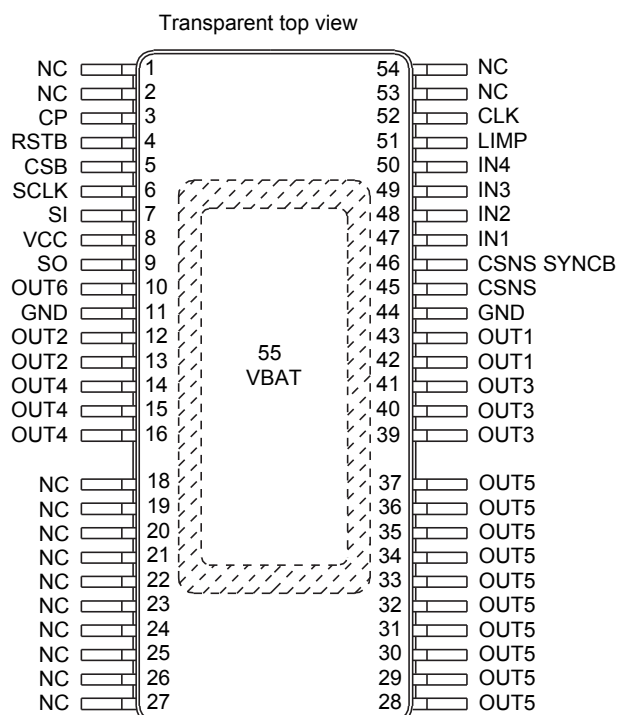 Transparent top view
NC 1 54 NC
NC 2 53 NC
CP 3 52 CLK
RSTB 4 51 LIMP
CSB 5 50 IN4
SCLK 6 49 IN3
SI 7 48 IN2
VCC 8 47 IN1
SO 9 46 CSNS SYNCB
OUT6 10 45 CSNS
GND 11 44 GND
OUT2 12 43 OUT1
OUT2 13 42 OUT1
OUT4 14 41 OUT3
OUT4 15 40 OUT3
OUT4 16 39 OUT3
55
VBAT
NC 18 37 OUT5
NC 19 36 OUT5
NC 20 35 OUT5
NC 21 34 OUT5
NC 22 33 OUT5
NC 23 32 OUT5
NC 24 31 OUT5
NC 25 30 OUT5
NC 26 29 OUT5
NC 27 28 OUT5